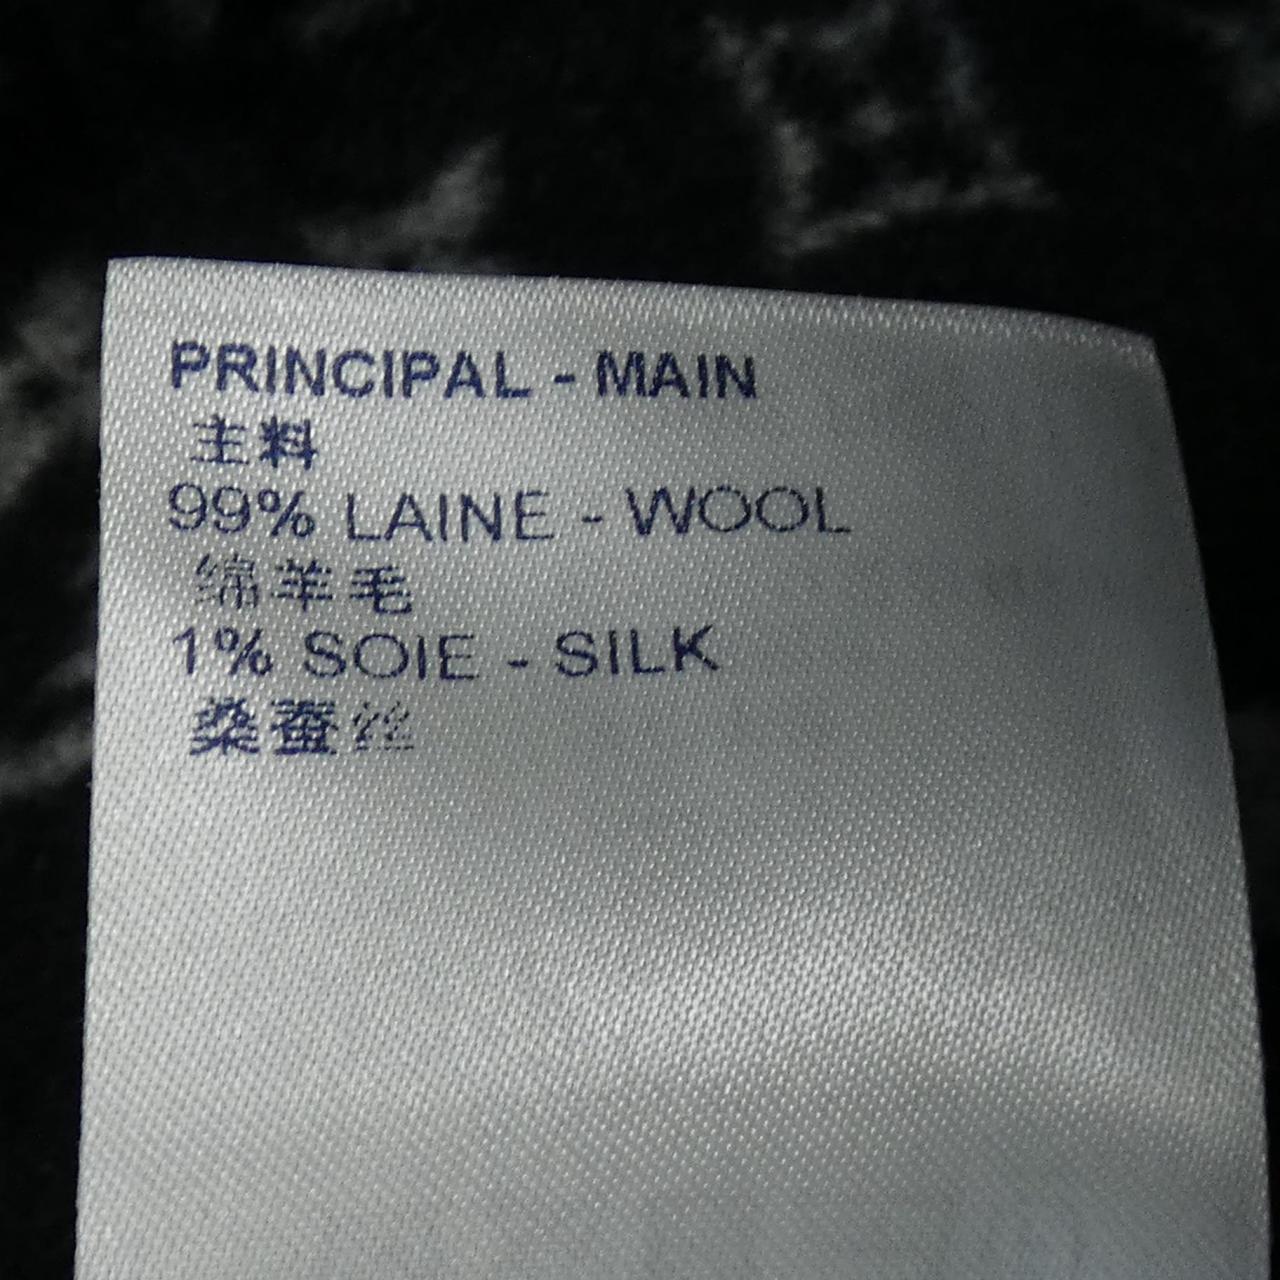 PRINCIPAL - MAIN
主料
99% LAINE - WOOL
绵羊毛
1% SOIE - SILK
桑蚕丝